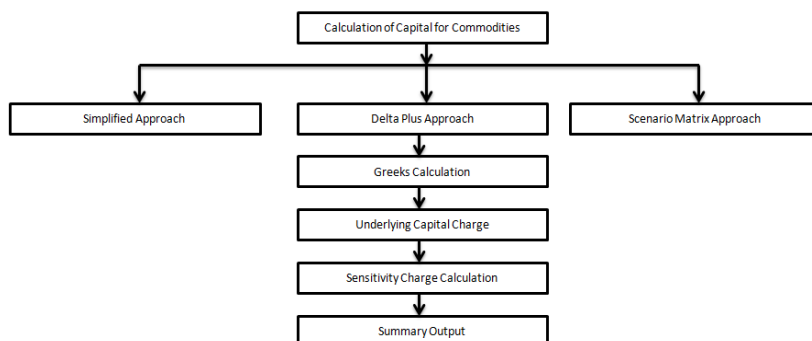 Calculation of Capital for Commodities
Simplified Approach
Delta Plus Approach
Scenario Matrix Approach
Greeks Calculation
Underlying Capital Charge
Sensitivity Charge Calculation
Summary Output